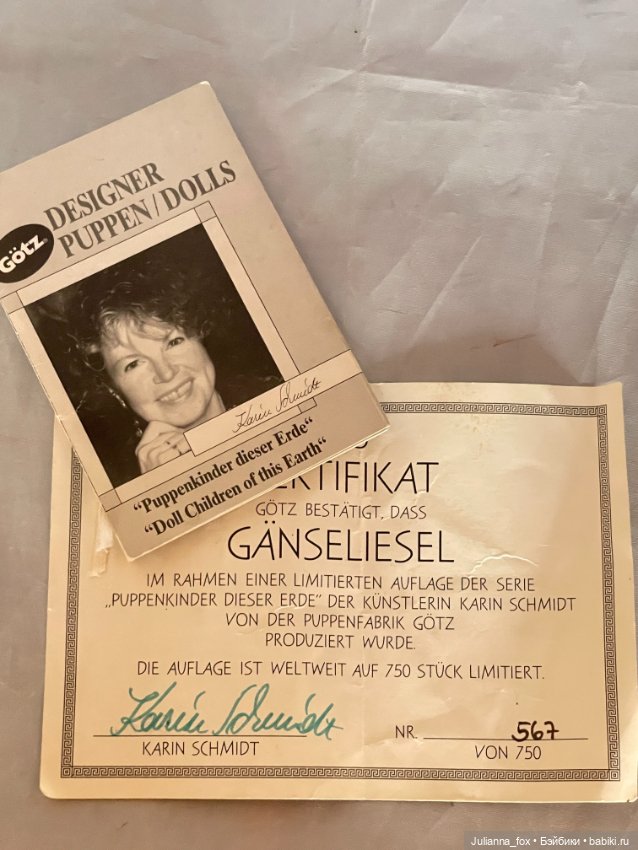 DESIGNER
PUPPEN/DOLLS
GÖTZ
Karin Schmidt
“Puppenkinder dieser Erde“
“Doll Children of this Earth“
GÖTZ BESTÄTIGT, DASS
GÄNSELIESEL
IM RAHMEN EINER LIMITIERTEN AUFLAGE DER SERIE
„PUPPENKINDER DIESER ERDE" DER KÜNSTLERIN KARIN SCHMIDT
VON DER PUPPENFABRIK GÖTZ
PRODUZIERT WURDE.
DIE AUFLAGE IST WELTWEIT AUF 750 STÜCK LIMITIERT.
Karin Schmidt
NR. 567
KARIN SCHMIDT
VON 750
Julianna_fox • Бэйбики / babiki.ru